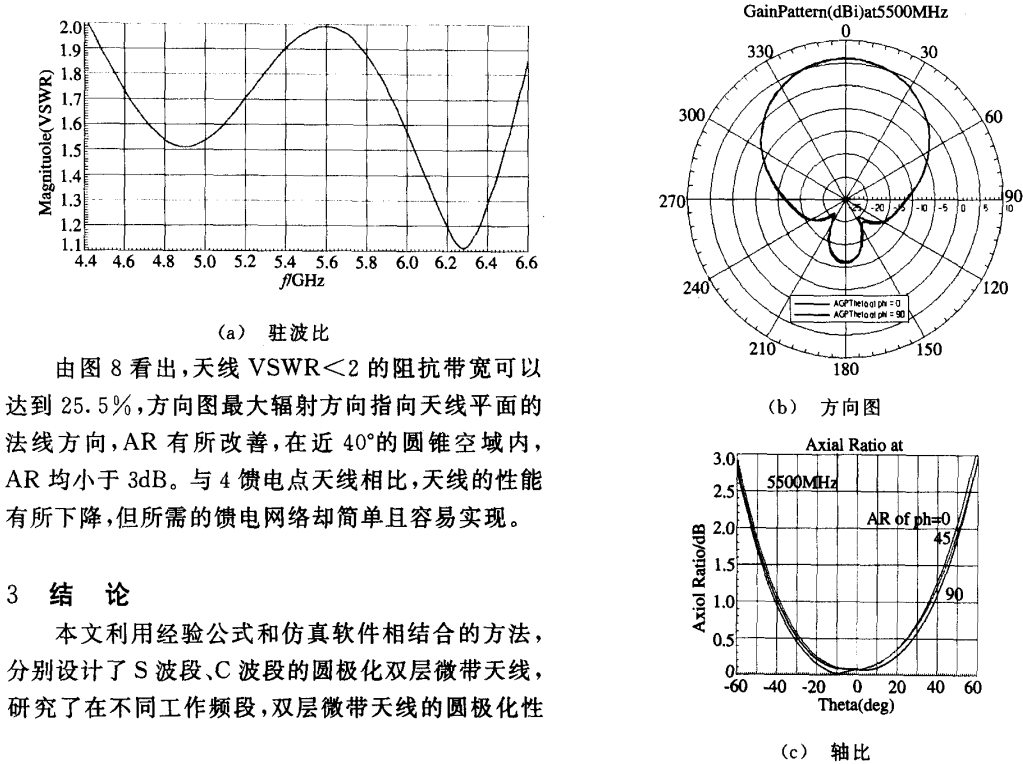 2.0
1.9
1.8
1.7
1.6
1.5
1.4
1.3
1.2
1.1
Magnituole(VSWR)
4.4 4.6 4.8 5.0 5.2 5.4 5.6 5.8 6.0 6.2 6.4 6.6
f/GHz
(a) 驻波比
由图 8 看出,天线 VSWR<2 的阻抗带宽可以
达到 25.5%,方向图最大辐射方向指向天线平面的
法线方向,AR 有所改善,在近 40°的圆锥空域内,
AR 均小于 3dB。与 4 馈电点天线相比,天线的性能
有所下降,但所需的馈电网络却简单且容易实现。
3 结 论
本文利用经验公式和仿真软件相结合的方法,
分别设计了 S 波段、C 波段的圆极化双层微带天线,
研究了在不同工作频段,双层微带天线的圆极化性
GainPattern(dBi)at5500MHz
0
330 30
300 60
270 90
-20 -10 -5 0 5 10
240 120
210 150
180
(b) 方向图
Axial Ratio at
5500MHz
AR of ph=0
45
90
3.0
2.5
2.0
1.5
1.0
0.5
0
Axiol Ratio/dB
-60 -40 -20 0 20 40 60
Theta(deg)
(c) 轴比